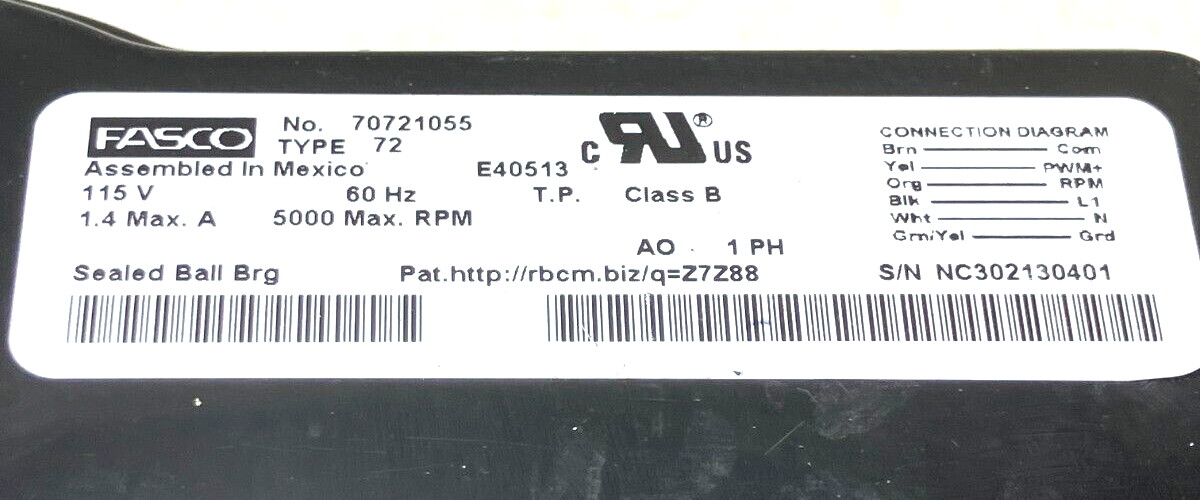 FASCO No. 70721055
TYPE 72
Assembled In Mexico E40513 C RU® US
115 V 60 Hz T.P. Class B
1.4 Max. A 5000 Max. RPM
AO 1 PH
Sealed Ball Brg Pat.http://rbcm.biz/q=Z7Z88 S/N NC302130401
CONNECTION DIAGRAM
Brn Com
Yel PWM+
Org RPM
Blk L1
Wht N
Grn/Yel Grd